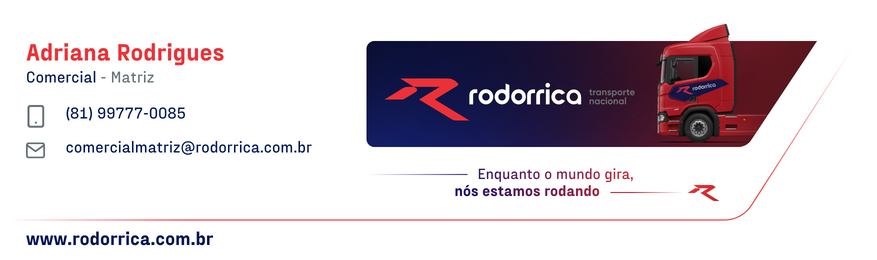 Adriana Rodrigues
Comercial - Matriz
(81) 99777-0085
comercialmatriz@rodorrica.com.br
rodorrica
transporte
nacional
rodorrica
Enquanto o mundo gira,
nós estamos rodando
www.rodorrica.com.br